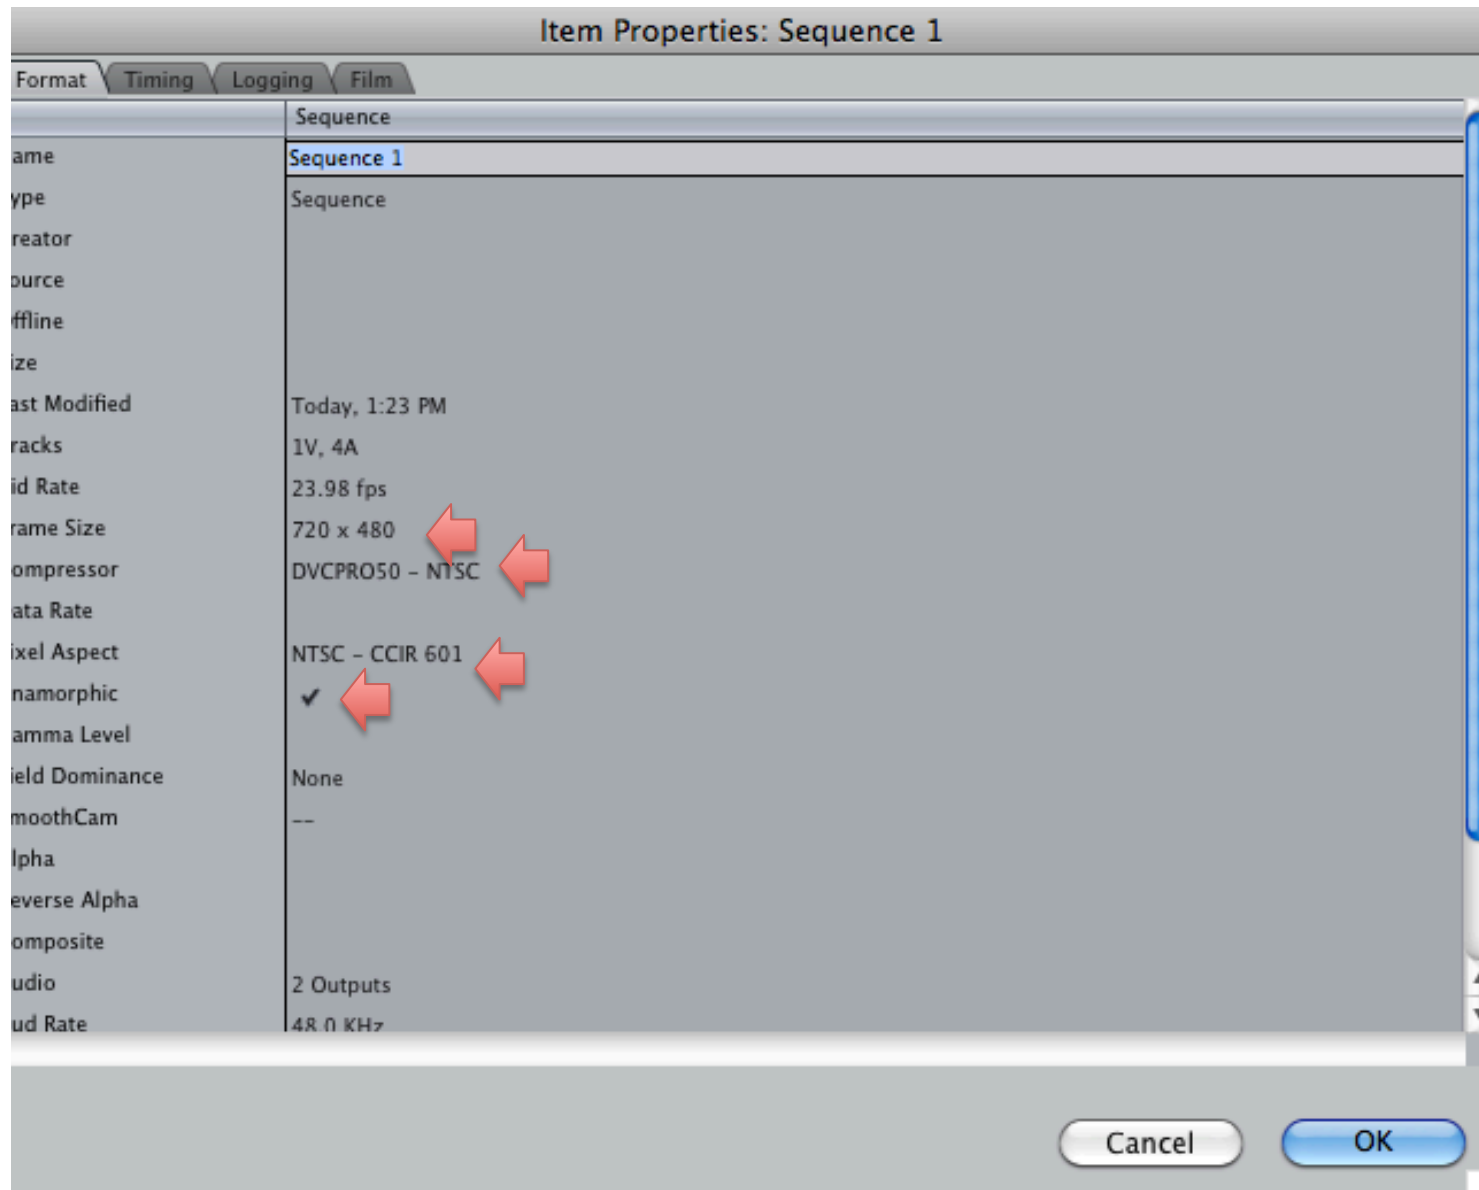 Item Properties: Sequence 1
Format Timing Logging Film
Sequence
ame Sequence 1
ype Sequence
reator
ource
ffline
ize
ast Modified Today, 1:23 PM
racks 1V, 4A
id Rate 23.98 fps
rame Size 720 x 480
ompressor DVCPRO50 – NTSC
ata Rate
ixel Aspect NTSC – CCIR 601
namorphic ✓
amma Level
ield Dominance None
moothCam --
lpha
everse Alpha
omposite
udio 2 Outputs
ud Rate 48.0 KHz
Cancel OK